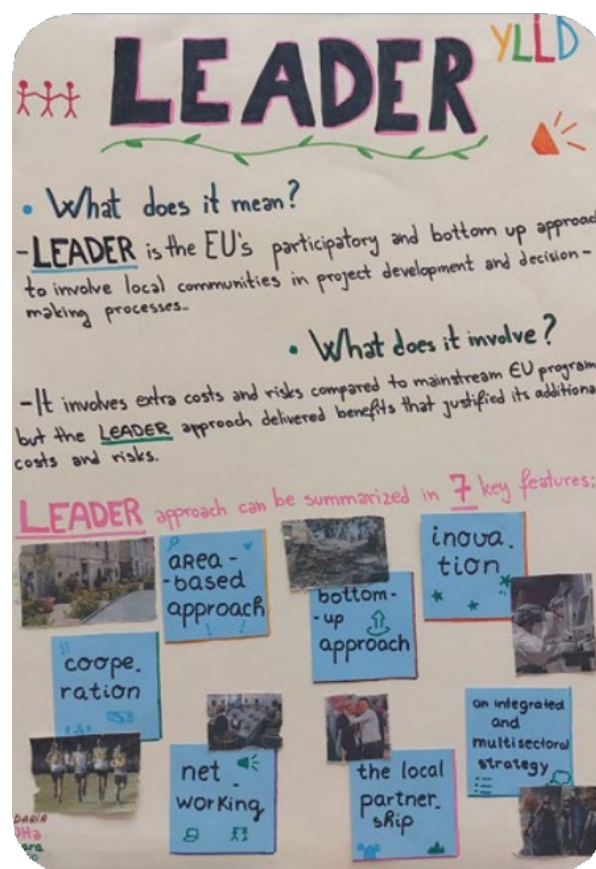 LEADER
YLLD
• What does it mean?
-LEADER is the EU's participatory and bottom up approac
to involve local communities in project development and decision-
making processes..
• What does it involve?
-It involves extra costs and risks compared to mainstream EU program
but the LEADER approach delivered benefits that justified its additiona
costs and risks.
LEADER approach can be summarized in 7 key features:
area-
-based
approach
bottom-
-up
approach
inova.
tion
coope.
ration
net
working
the local
partner.
ship
an integrated
and
multisectoral
strategy
DARIA